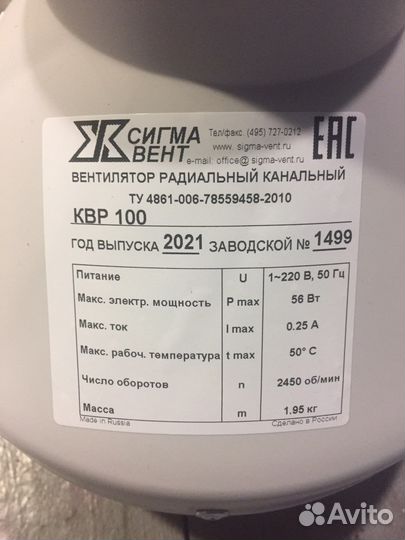 СИГМА ВЕНТ
Тел/факс. (495) 727-0212
www. sigma-vent.ru
e-mail: office@ sigma-vent.ru
EAC
ВЕНТИЛЯТОР РАДИАЛЬНЫЙ КАНАЛЬНЫЙ
ТУ 4861-006-78559458-2010
КВР 100
ГОД ВЫПУСКА 2021 ЗАВОДСКОЙ № 1499
Питание U 1~220 В, 50 Гц
Макс. электр. мощность P max 56 Вт
Макс. ток I max 0.25 А
Макс. рабоч. температура t max 50° C
Число оборотов n 2450 об/мин
Масса m 1.95 кг
Made in Russia Сделано в России
Avito